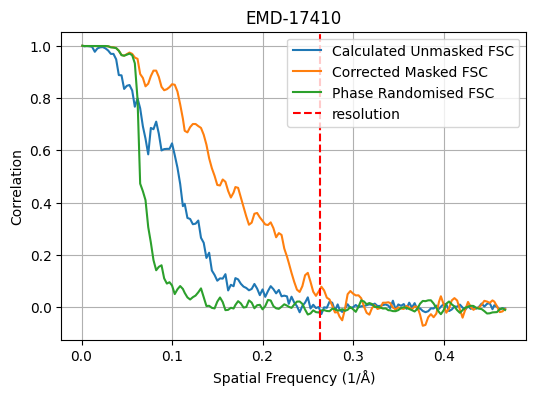 EMD-17410
Calculated Unmasked FSC
Corrected Masked FSC
Phase Randomised FSC
resolution
Correlation
1.0
0.8
0.6
0.4
0.2
0.0
0.0 0.1 0.2 0.3 0.4
Spatial Frequency (1/Å)